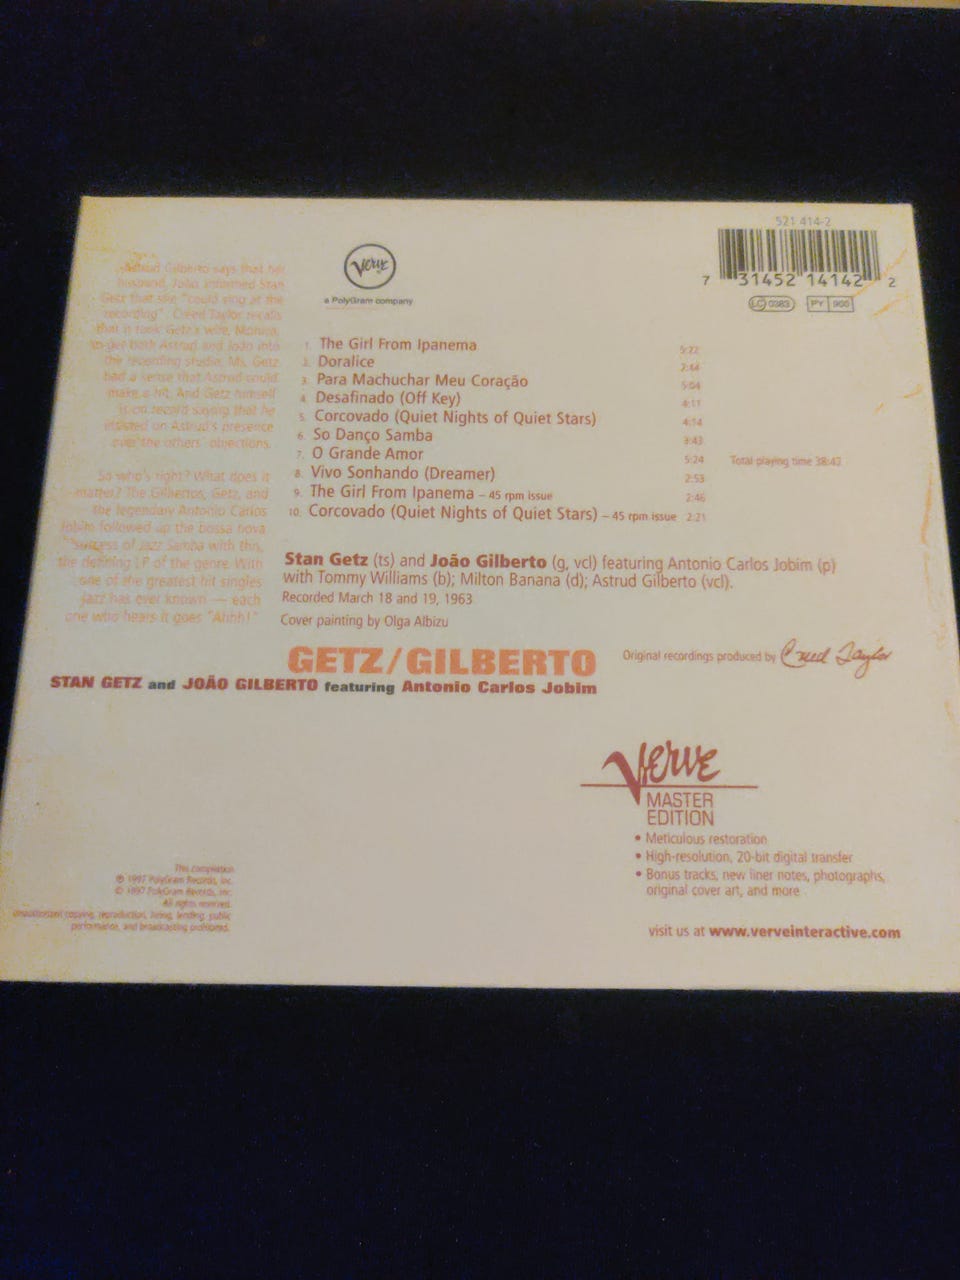 521 414-2
7 31452 14142 2
LC 0383 PY 900
Verve
a PolyGram company
Astrud Gilberto says that her
husband, João, informed Stan
Getz that she "could sing at the
recording". Creed Taylor recalls
that it took Getz's wife, Monica,
to get both Astrud and João into
the recording studio. Ms. Getz
had a sense that Astrud could
make a hit. And Getz himself
is on record saying that he
insisted on Astrud's presence
over the others' objections.
So who's right? What does it
matter? The Gilbertos, Getz, and
the legendary Antonio Carlos
Jobim followed up the bossa nova
success of Jazz Samba with this,
the defining LP of the genre. With
one of the greatest hit singles
jazz has ever known — each
one who hears it goes "Ahhh!"
1. The Girl From Ipanema 5:22
2. Doralice 2:44
3. Para Machuchar Meu Coração 5:04
4. Desafinado (Off Key) 4:11
5. Corcovado (Quiet Nights of Quiet Stars) 4:14
6. So Danço Samba 3:43
7. O Grande Amor 5:24
8. Vivo Sonhando (Dreamer) 2:53
9. The Girl From Ipanema – 45 rpm issue 2:46
10. Corcovado (Quiet Nights of Quiet Stars) – 45 rpm issue 2:21
Total playing time 38:43
Stan Getz (ts) and João Gilberto (g, vcl) featuring Antonio Carlos Jobim (p)
with Tommy Williams (b); Milton Banana (d); Astrud Gilberto (vcl).
Recorded March 18 and 19, 1963
Cover painting by Olga Albizu
GETZ/GILBERTO
STAN GETZ and JOÃO GILBERTO featuring Antonio Carlos Jobim
Original recordings produced by Creed Taylor
Verve
MASTER
EDITION
• Meticulous restoration
• High-resolution, 20-bit digital transfer
• Bonus tracks, new liner notes, photographs,
original cover art, and more
visit us at www.verveinteractive.com
This compilation
℗ 1997 PolyGram Records, Inc.
© 1997 PolyGram Records, Inc.
All rights reserved.
Unauthorized copying, reproduction, hiring, lending, public
performance, and broadcasting prohibited.